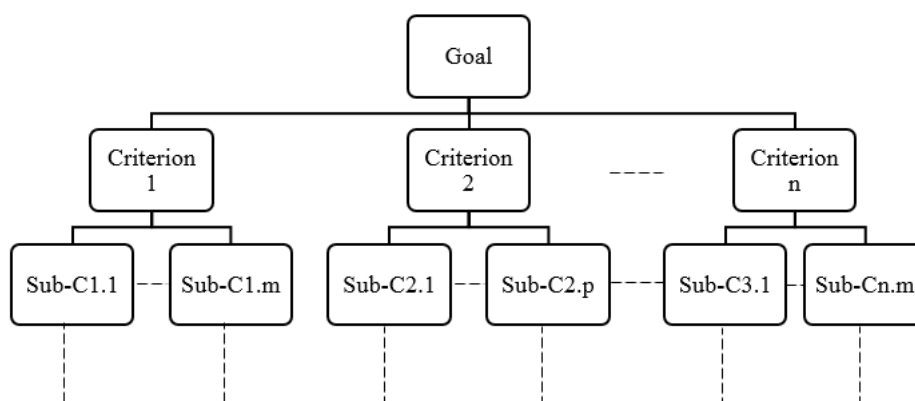 Goal
Criterion
1
Criterion
2
Criterion
n
Sub-C1.1
Sub-C1.m
Sub-C2.1
Sub-C2.p
Sub-C3.1
Sub-Cn.m